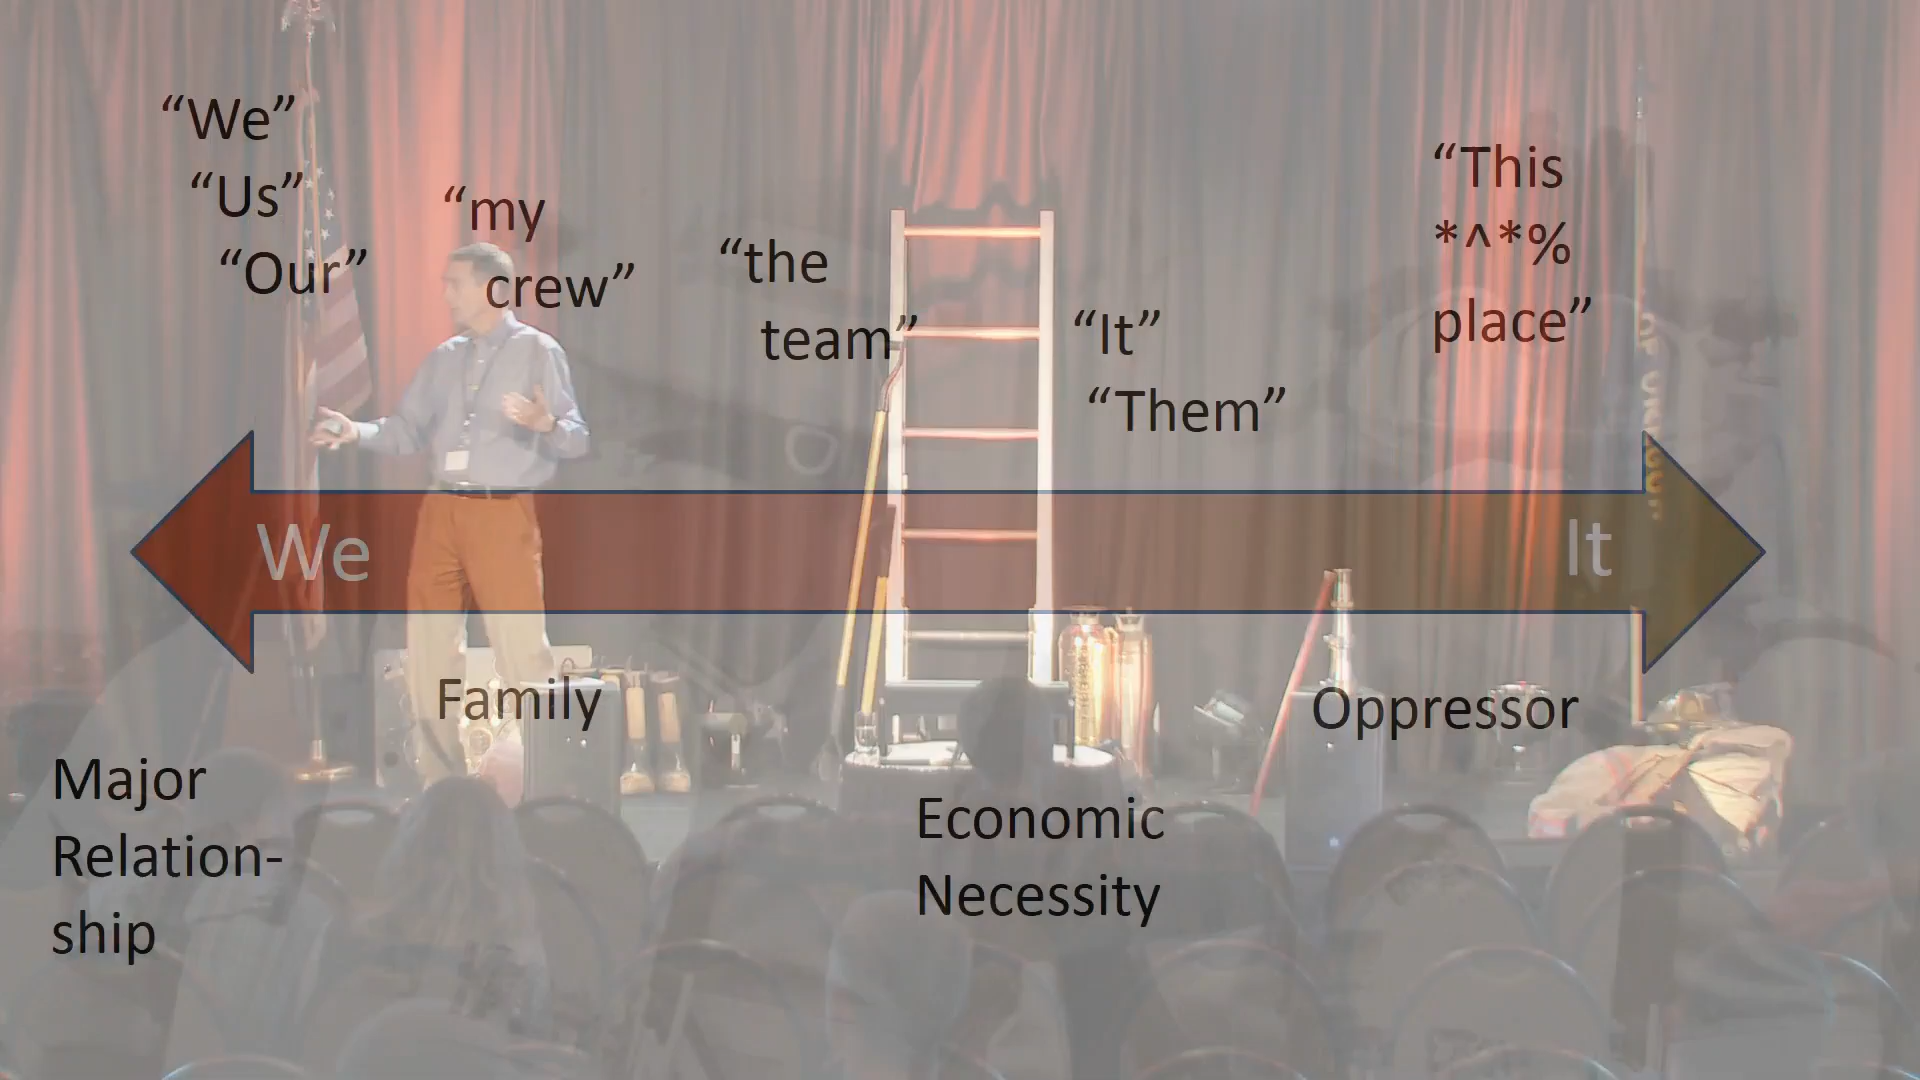 “We”
“Us”
“Our”
“my
crew”
“the
team”
“It”
“Them”
“This
*^*%
place”
We
It
Family
Oppressor
Major
Relation-
ship
Economic
Necessity